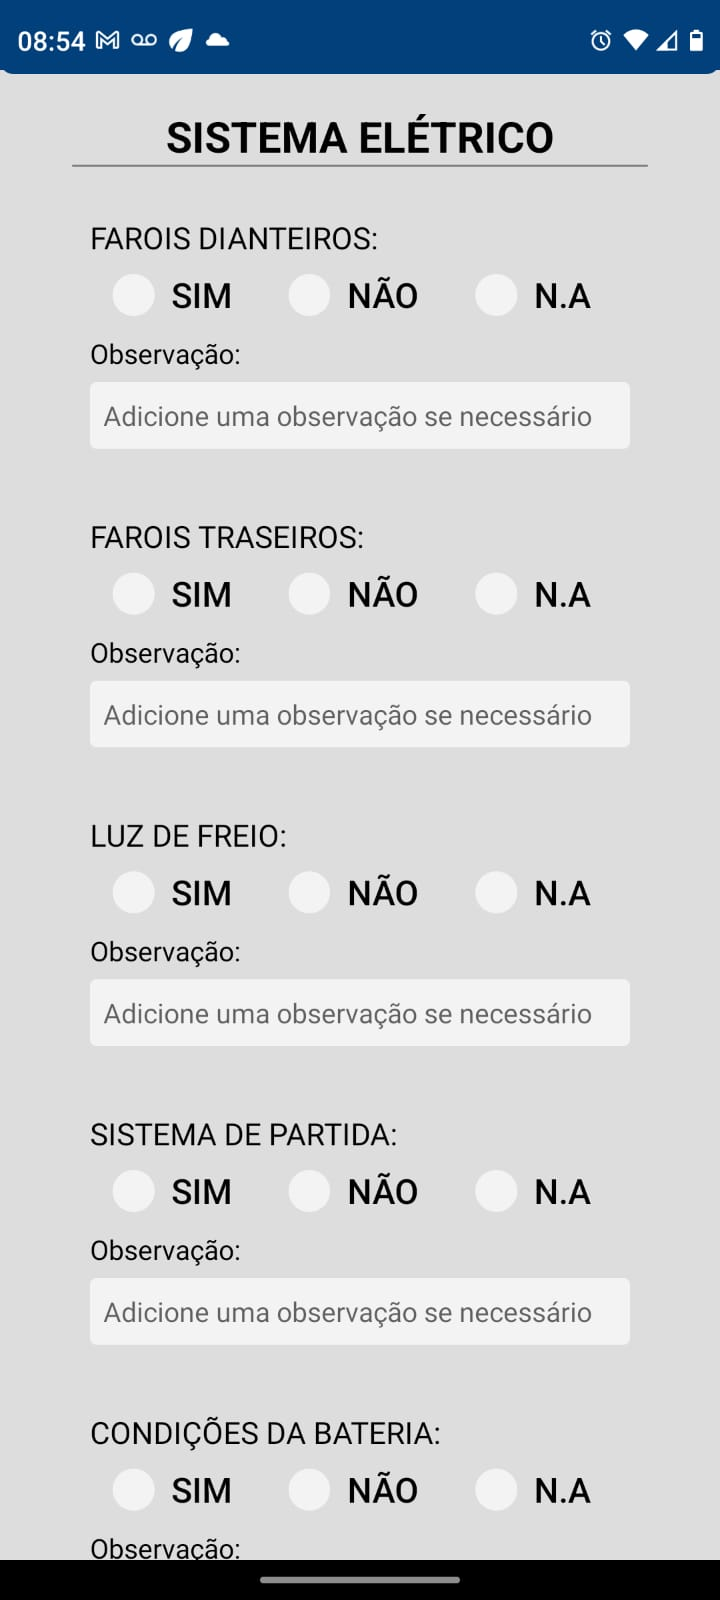 08:54
SISTEMA ELÉTRICO
FAROIS DIANTEIROS:
SIM NÃO N.A
Observação:
Adicione uma observação se necessário
FAROIS TRASEIROS:
SIM NÃO N.A
Observação:
Adicione uma observação se necessário
LUZ DE FREIO:
SIM NÃO N.A
Observação:
Adicione uma observação se necessário
SISTEMA DE PARTIDA:
SIM NÃO N.A
Observação:
Adicione uma observação se necessário
CONDIÇÕES DA BATERIA:
SIM NÃO N.A
Observação: